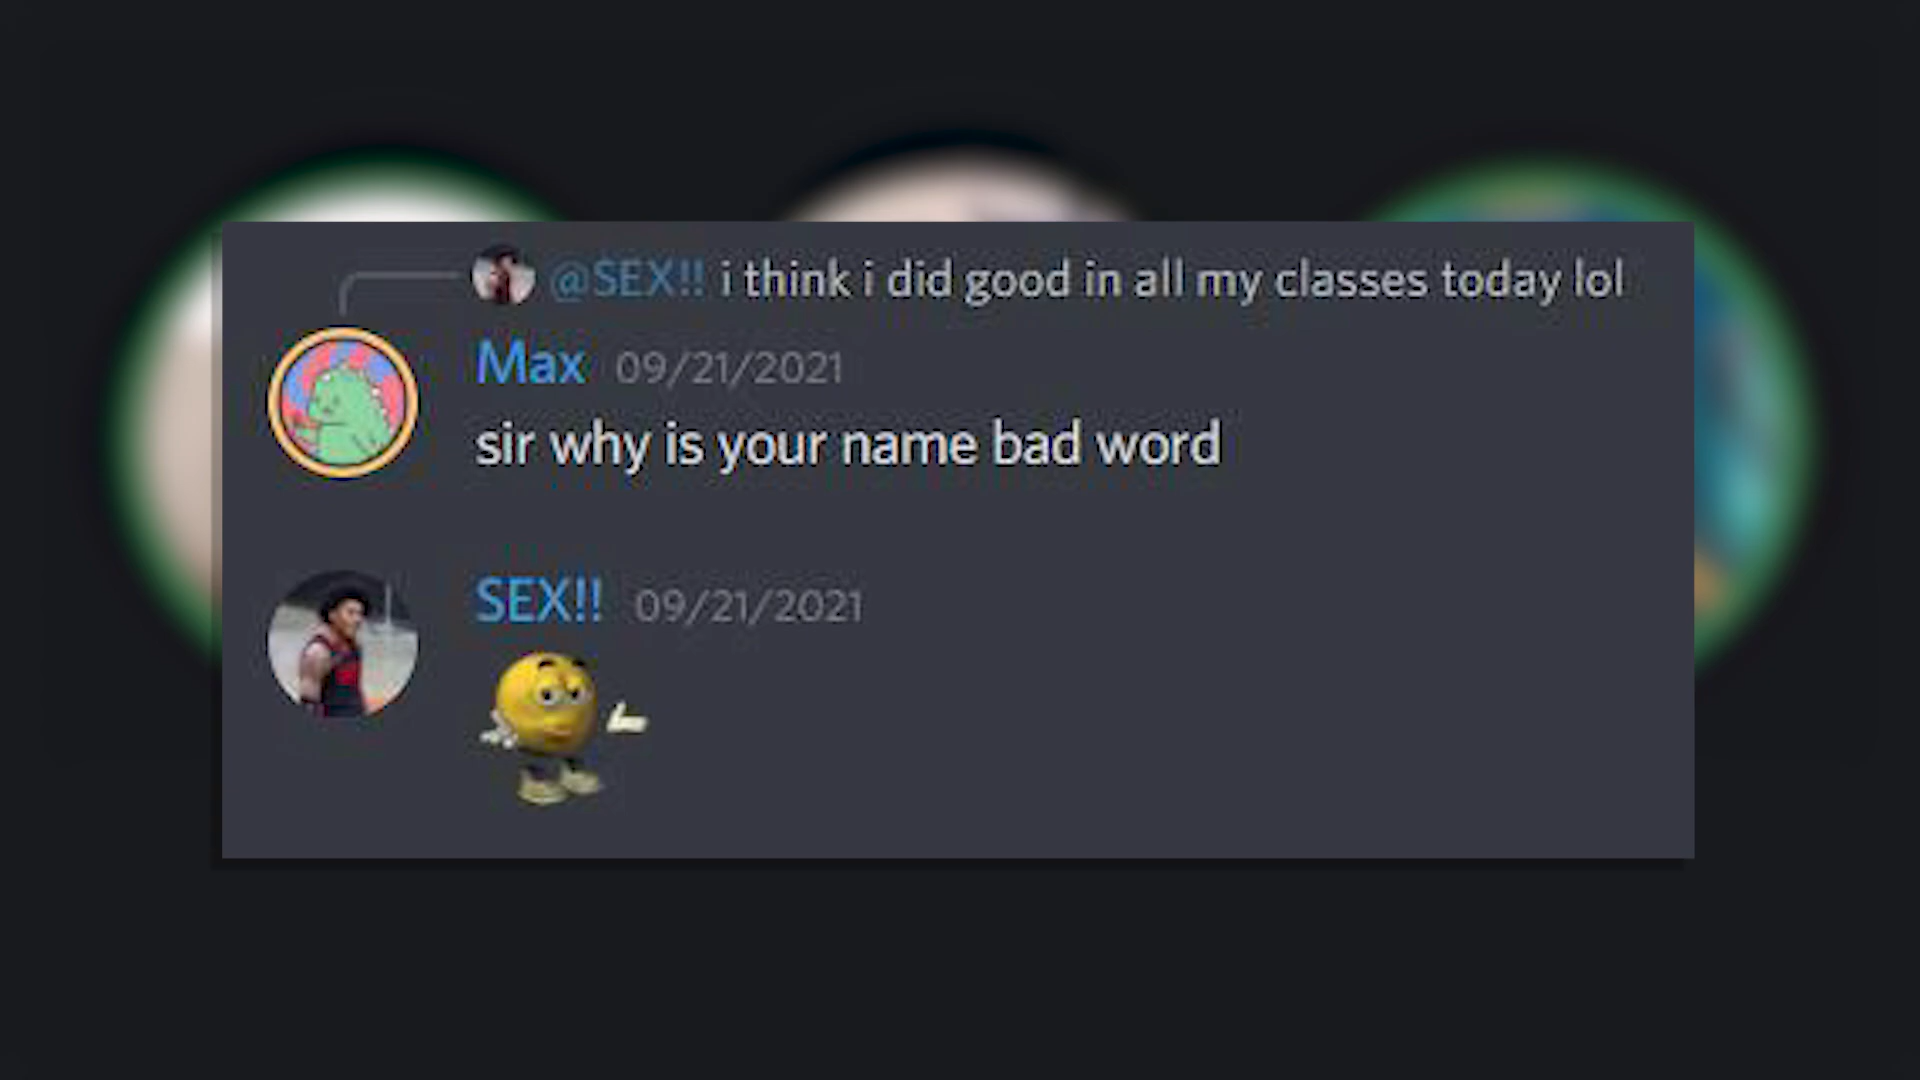 @SEX!! i think i did good in all my classes today lol
Max 09/21/2021
sir why is your name bad word
SEX!! 09/21/2021